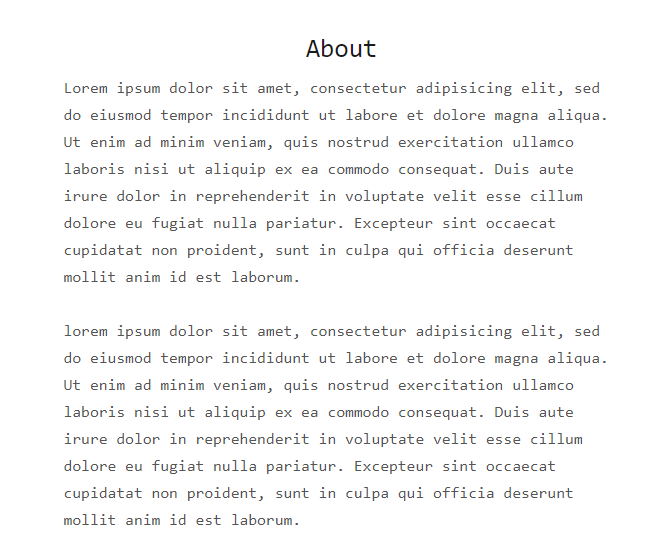 About
Lorem ipsum dolor sit amet, consectetur adipisicing elit, sed
do eiusmod tempor incididunt ut labore et dolore magna aliqua.
Ut enim ad minim veniam, quis nostrud exercitation ullamco
laboris nisi ut aliquip ex ea commodo consequat. Duis aute
irure dolor in reprehenderit in voluptate velit esse cillum
dolore eu fugiat nulla pariatur. Excepteur sint occaecat
cupidatat non proident, sunt in culpa qui officia deserunt
mollit anim id est laborum.

lorem ipsum dolor sit amet, consectetur adipisicing elit, sed
do eiusmod tempor incididunt ut labore et dolore magna aliqua.
Ut enim ad minim veniam, quis nostrud exercitation ullamco
laboris nisi ut aliquip ex ea commodo consequat. Duis aute
irure dolor in reprehenderit in voluptate velit esse cillum
dolore eu fugiat nulla pariatur. Excepteur sint occaecat
cupidatat non proident, sunt in culpa qui officia deserunt
mollit anim id est laborum.